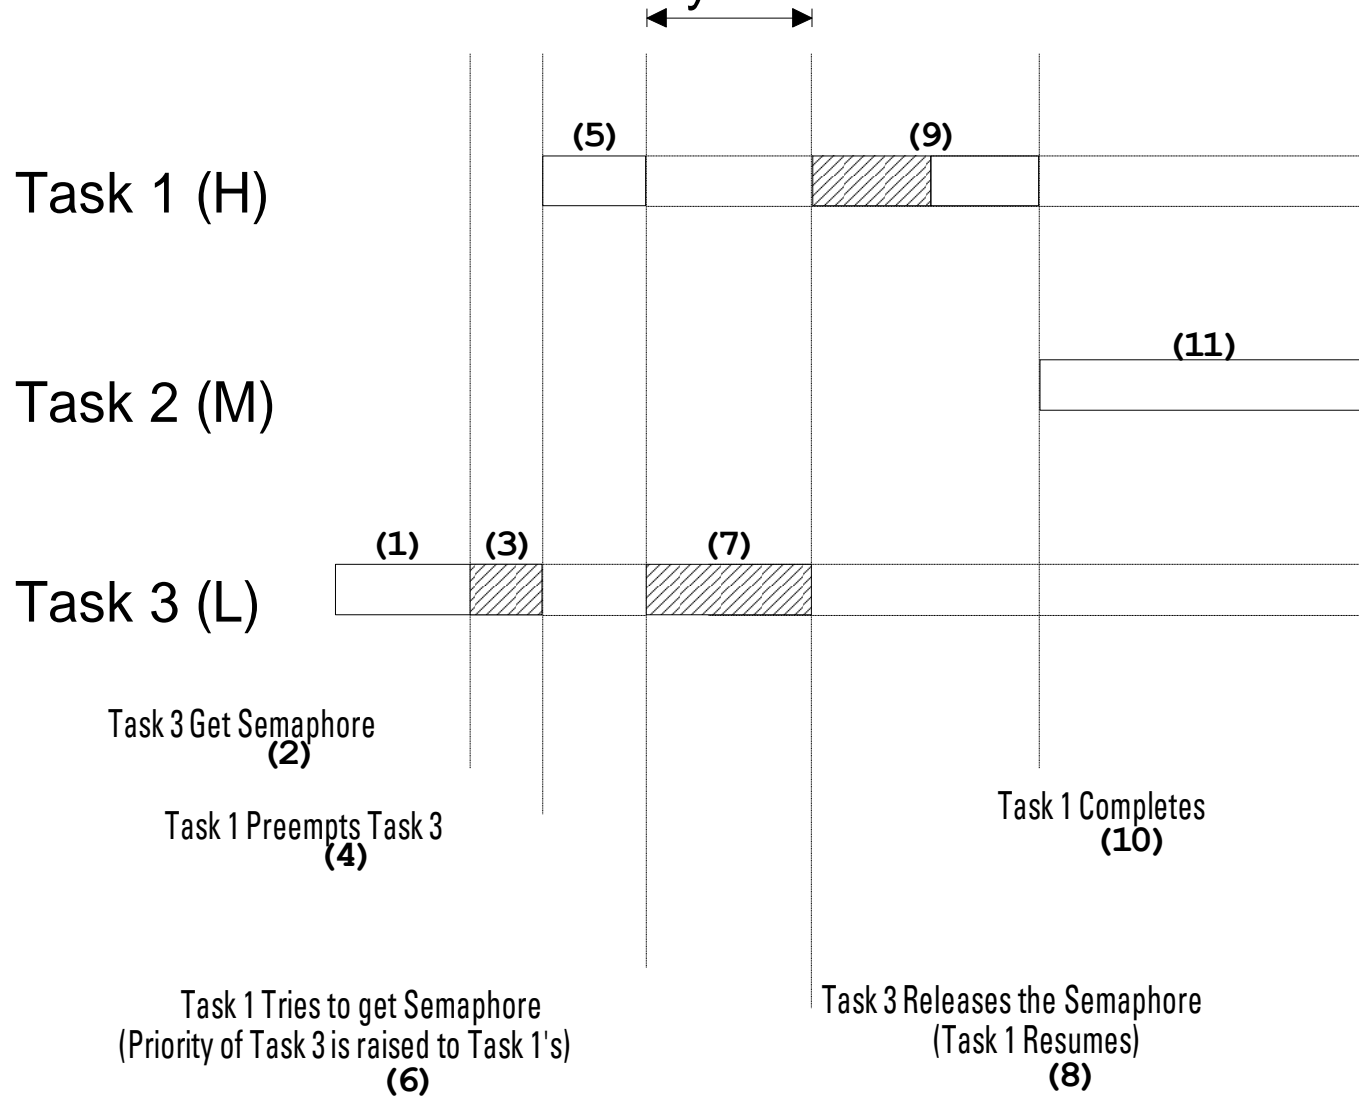 (5)
(9)
Task 1 (H)
(11)
Task 2 (M)
(1)
(3)
(7)
Task 3 (L)
Task 3 Get Semaphore
(2)
Task 1 Preempts Task 3
(4)
Task 1 Completes
(10)
Task 1 Tries to get Semaphore
(Priority of Task 3 is raised to Task 1's)
(6)
Task 3 Releases the Semaphore
(Task 1 Resumes)
(8)